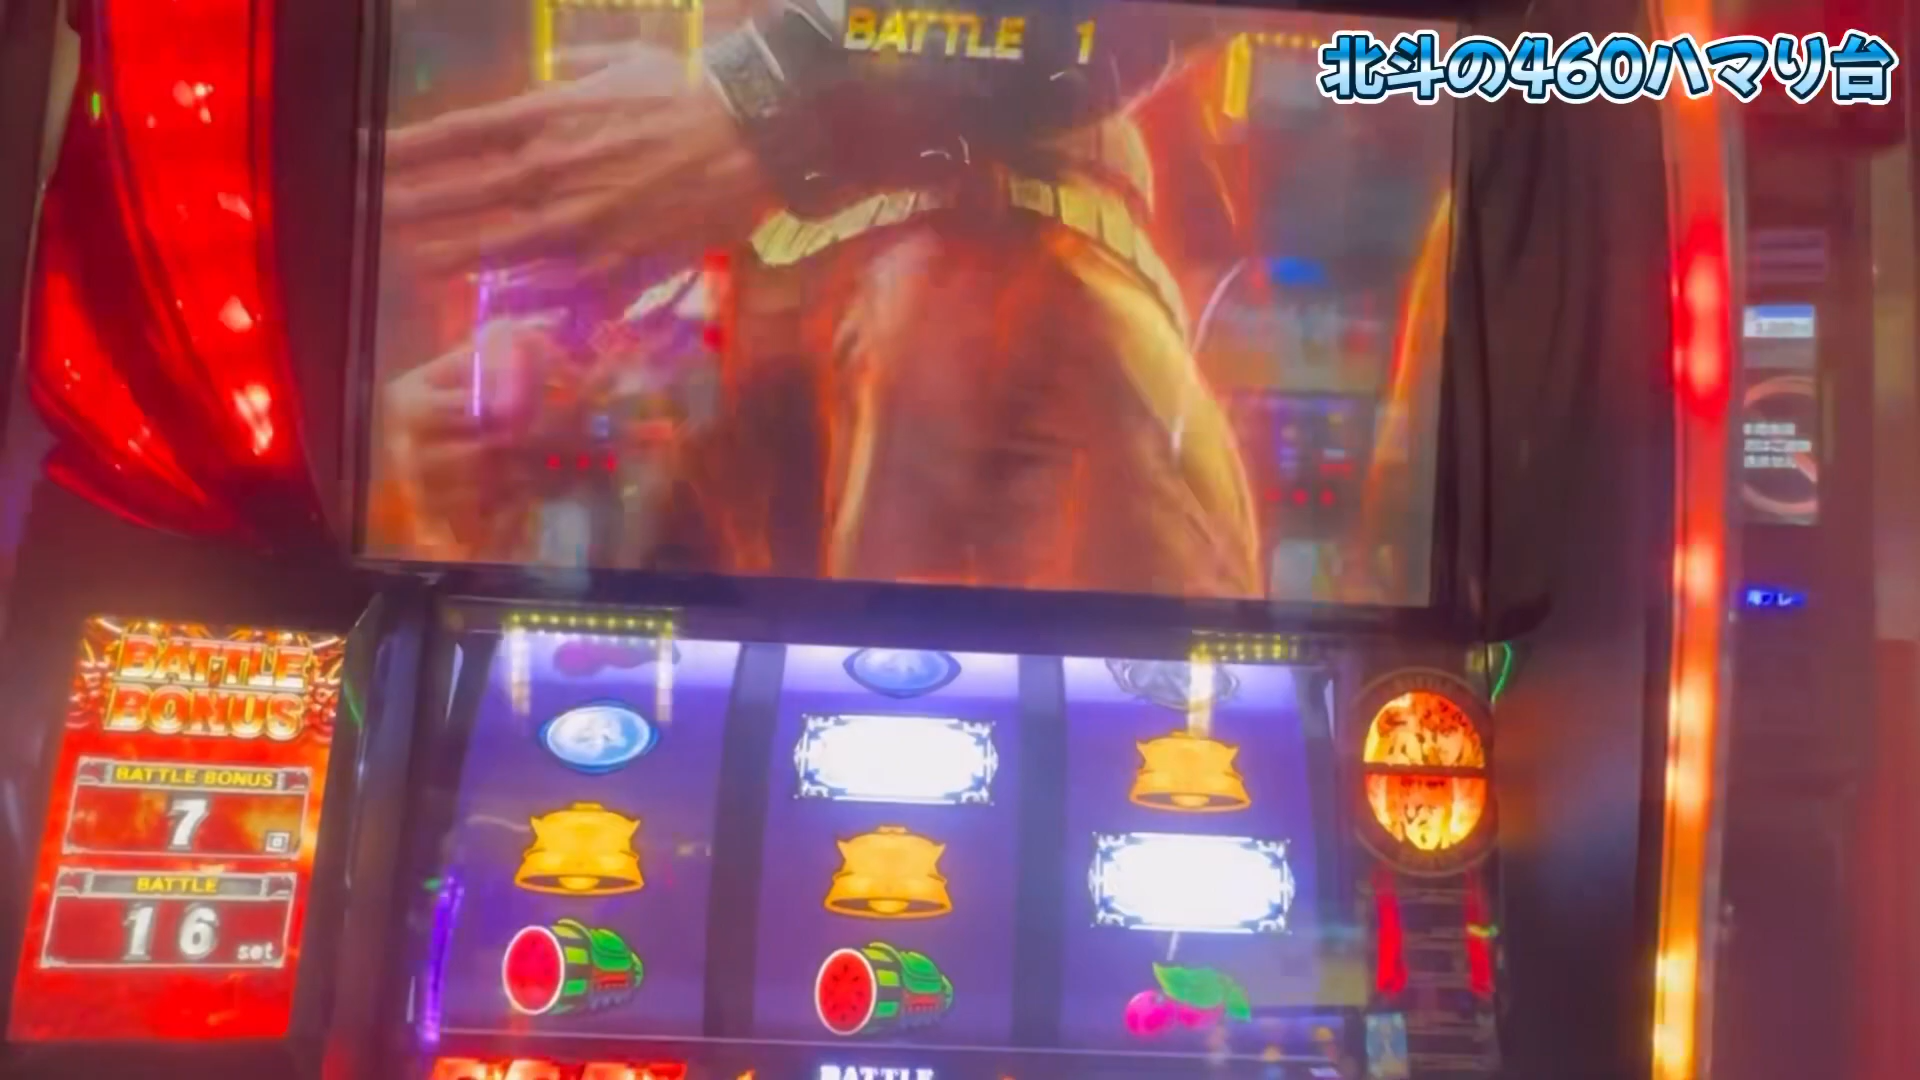 北斗の460ハマり台
BATTLE 1
BATTLE
BONUS
BATTLE BONUS
7 回
BATTLE
16 set
BATTLE